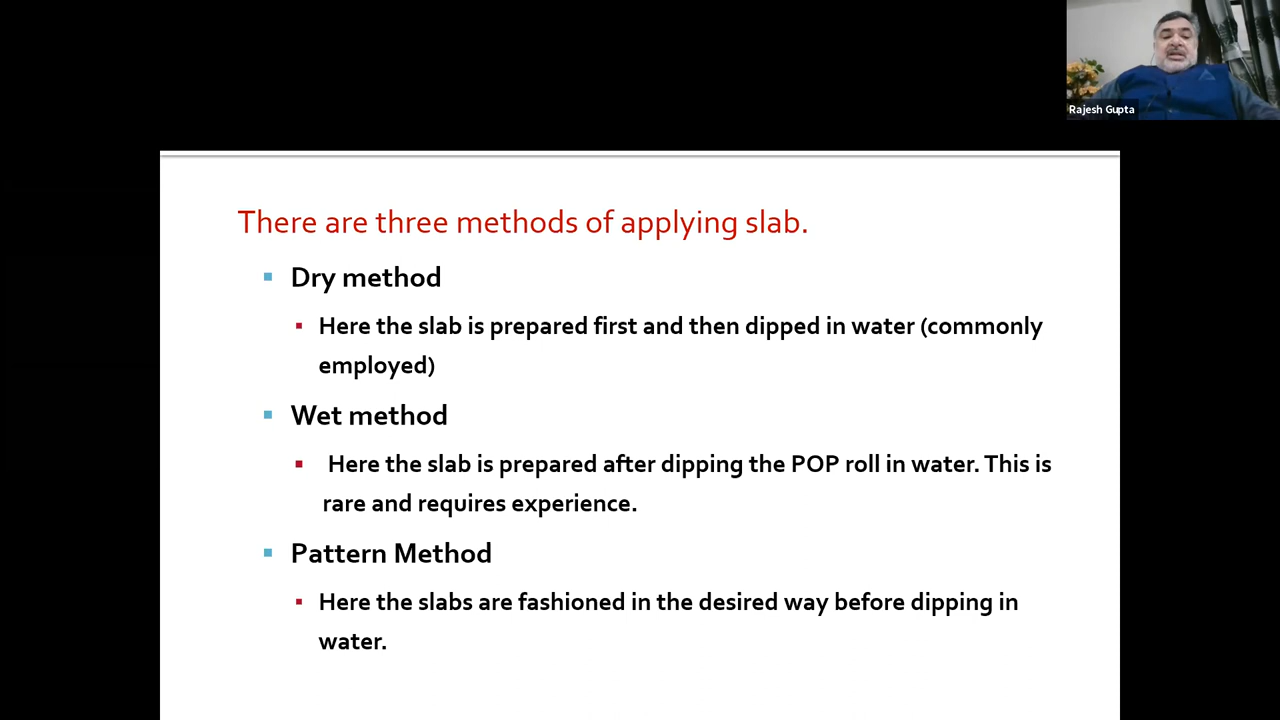 Rajesh Gupta
There are three methods of applying slab.
Dry method
Here the slab is prepared first and then dipped in water (commonly
employed)
Wet method
Here the slab is prepared after dipping the POP roll in water. This is
rare and requires experience.
Pattern Method
Here the slabs are fashioned in the desired way before dipping in
water.